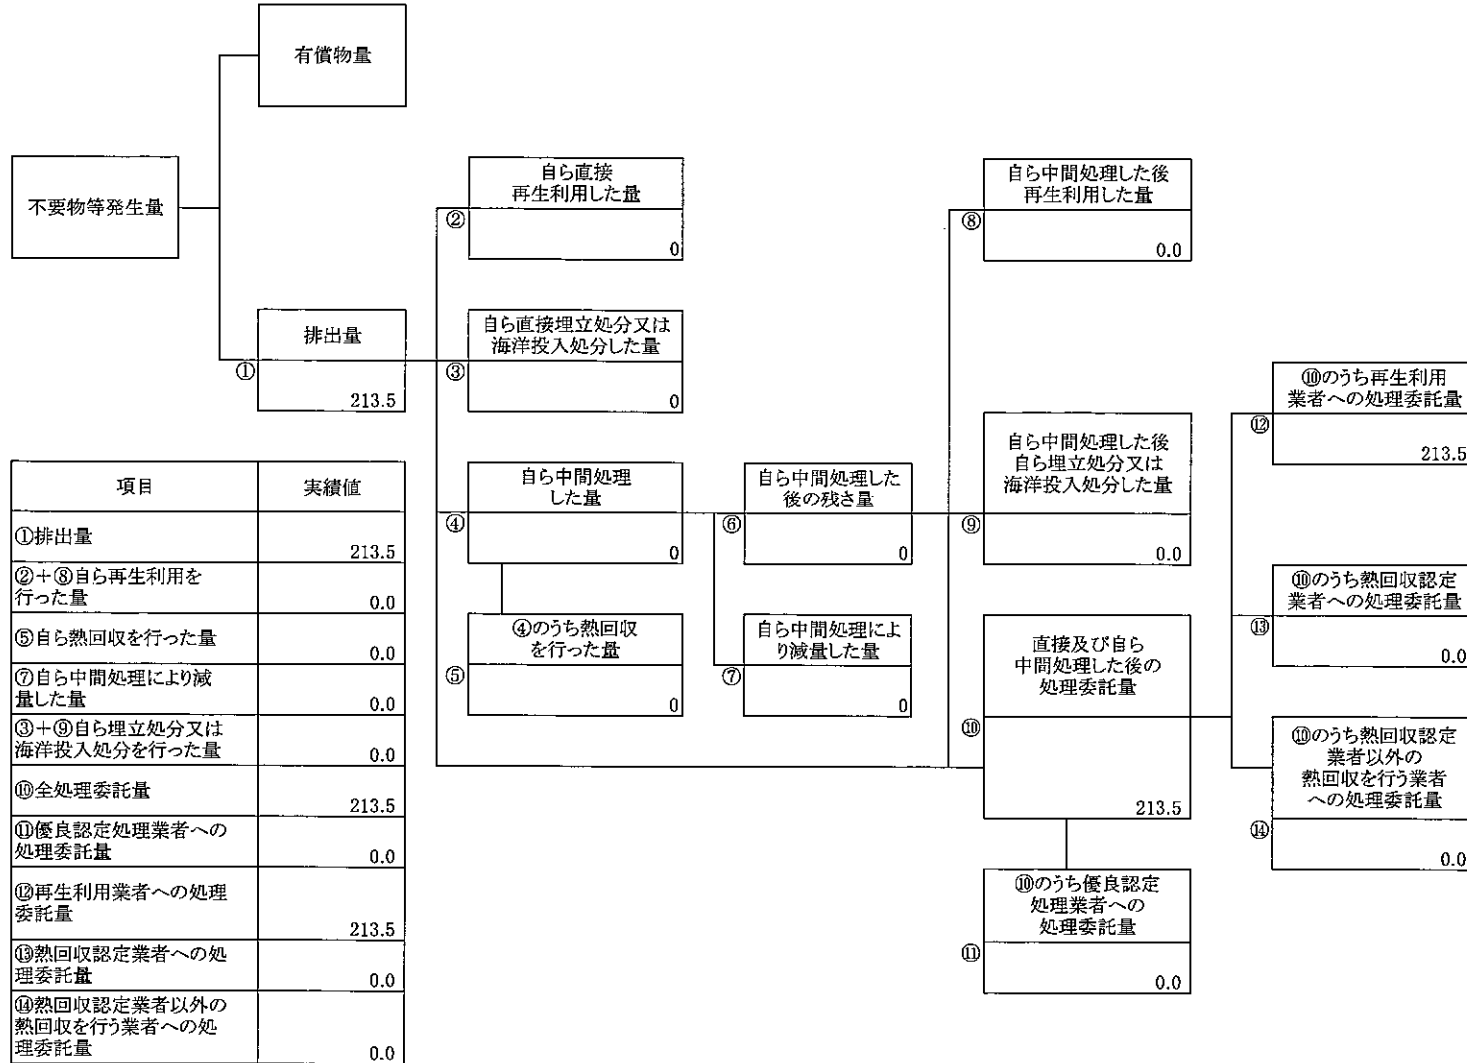 有償物量
不要物等発生量
排出量
①
213.5
自ら直接
再生利用した量
②
0
自ら直接埋立処分又は
海洋投入処分した量
③
0
自ら中間処理
した量
④
0
④のうち熱回収
を行った量
⑤
0
自ら中間処理した
後の残さ量
⑥
0
自ら中間処理によ
り減量した量
⑦
0
自ら中間処理した後
再生利用した量
⑧
0.0
自ら中間処理した後
自ら埋立処分又は
海洋投入処分した量
⑨
0.0
直接及び自ら
中間処理した後の
処理委託量
⑩
213.5
⑩のうち優良認定
処理業者への
処理委託量
⑪
0.0
⑩のうち再生利用
業者への処理委託量
⑫
213.5
⑩のうち熱回収認定
業者への処理委託量
⑬
0.0
⑩のうち熱回収認定
業者以外の
熱回収を行う業者
への処理委託量
⑭
0.0
項目 実績値
①排出量
213.5
②+⑧自ら再生利用を
行った量
0.0
⑤自ら熱回収を行った量
0.0
⑦自ら中間処理により減
量した量
0.0
③+⑨自ら埋立処分又は
海洋投入処分を行った量
0.0
⑩全処理委託量
213.5
⑪優良認定処理業者への
処理委託量
0.0
⑫再生利用業者への処理
委託量
213.5
⑬熱回収認定業者への処
理委託量
0.0
⑭熱回収認定業者以外の
熱回収を行う業者への処
理委託量
0.0